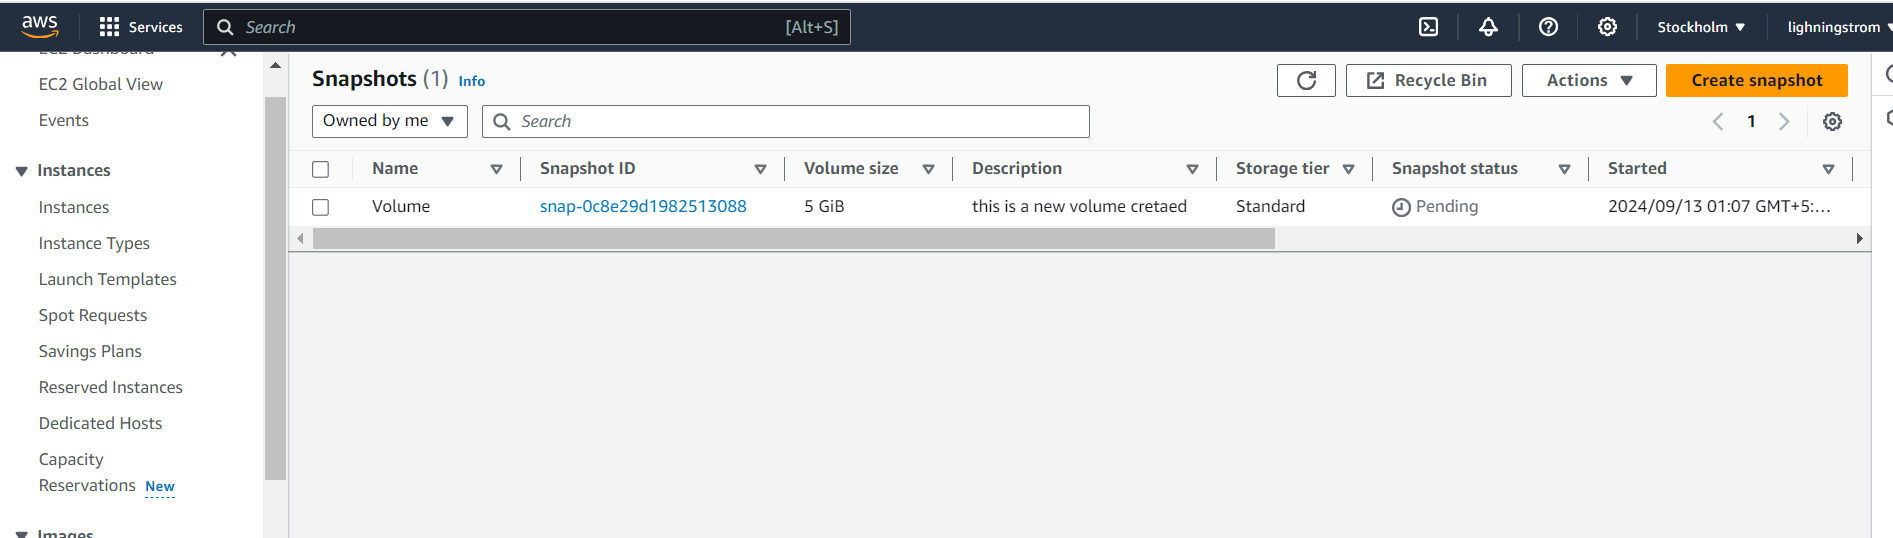 aws Services Search [Alt+S] Stockholm lighningstrom
EC2 Dashboard
EC2 Global View
Events
Instances
Instances
Instance Types
Launch Templates
Spot Requests
Savings Plans
Reserved Instances
Dedicated Hosts
Capacity
Reservations New
Images
Snapshots (1) Info Recycle Bin Actions Create snapshot
Owned by me Search 1
Name Snapshot ID Volume size Description Storage tier Snapshot status Started
Volume snap-0c8e29d1982513088 5 GiB this is a new volume cretaed Standard Pending 2024/09/13 01:07 GMT+5:...